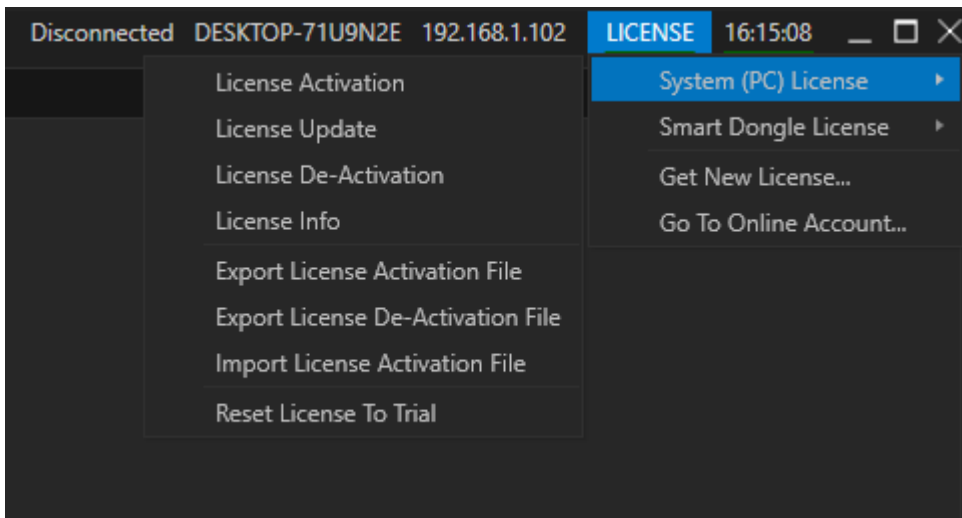 Disconnected DESKTOP-71U9N2E 192.168.1.102 LICENSE 16:15:08
License Activation
License Update
License De-Activation
License Info
Export License Activation File
Export License De-Activation File
Import License Activation File
Reset License To Trial
System (PC) License
Smart Dongle License
Get New License...
Go To Online Account...